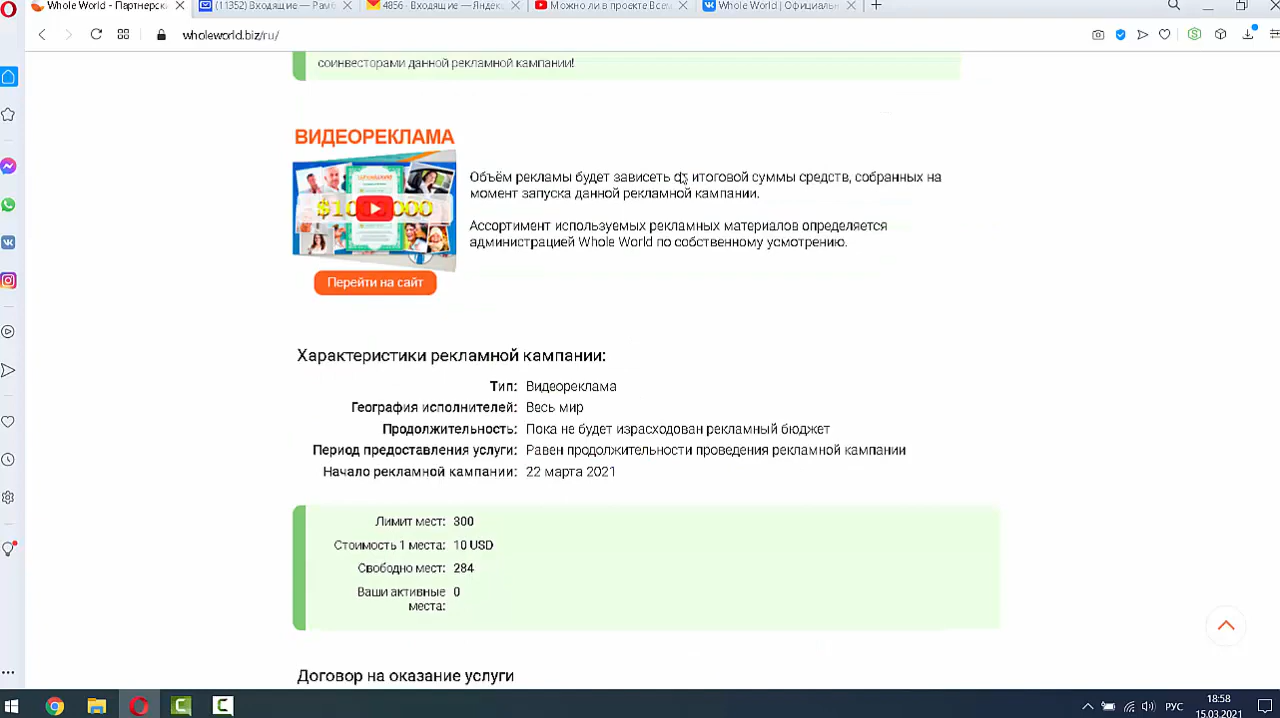 Whole World - Партнерска
(11352) Входящие — Рамб
4856 · Входящие — Яндекс
Можно ли в проекте Всем
Whole World | Официальн
wholeworld.biz/ru/
соинвесторами данной рекламной кампании!
ВИДЕОРЕКЛАМА
Объём рекламы будет зависеть от итоговой суммы средств, собранных на
момент запуска данной рекламной кампании.
Ассортимент используемых рекламных материалов определяется
администрацией Whole World по собственному усмотрению.
Перейти на сайт
Характеристики рекламной кампании:
Тип: Видеореклама
География исполнителей: Весь мир
Продолжительность: Пока не будет израсходован рекламный бюджет
Период предоставления услуги: Равен продолжительности проведения рекламной кампании
Начало рекламной кампании: 22 марта 2021
Лимит мест: 300
Стоимость 1 места: 10 USD
Свободно мест: 284
Ваши активные 0
места:
Договор на оказание услуги
РУС
18:58
15.03.2021